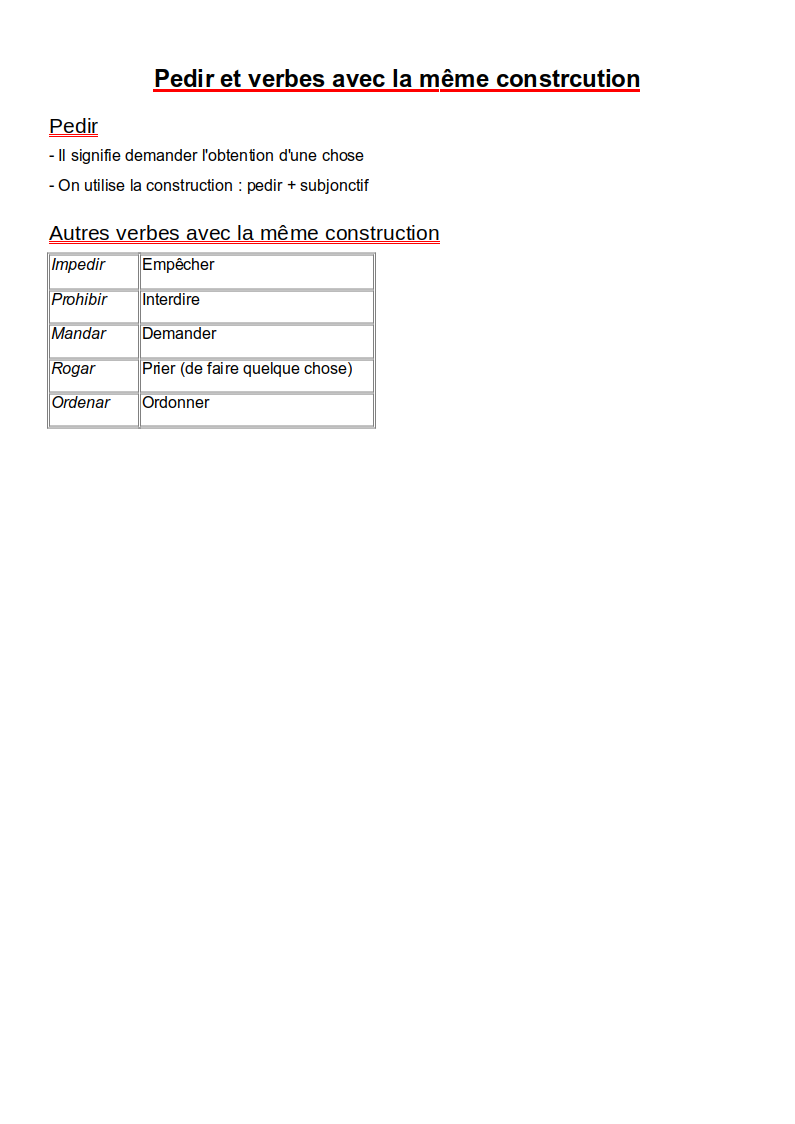 Pedir et verbes avec la même constrcution
Pedir
- Il signifie demander l'obtention d'une chose
- On utilise la construction : pedir + subjonctif
Autres verbes avec la même construction
Impedir Empêcher
Prohibir Interdire
Mandar Demander
Rogar Prier (de faire quelque chose)
Ordenar Ordonner